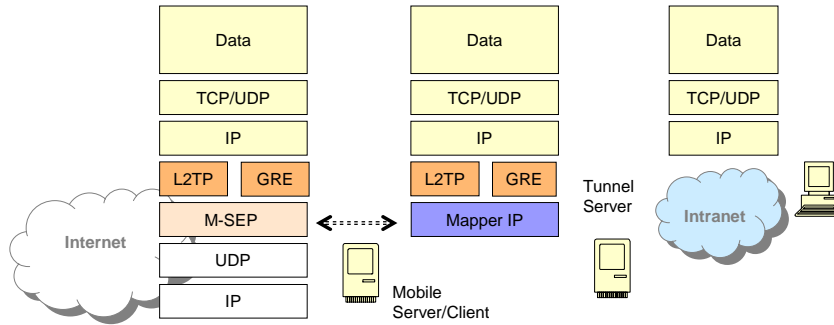 Data
Data
Data
TCP/UDP
TCP/UDP
TCP/UDP
IP
IP
IP
L2TP
GRE
L2TP
GRE
Tunnel
Server
Internet
M-SEP
Mapper IP
Intranet
UDP
IP
Mobile
Server/Client